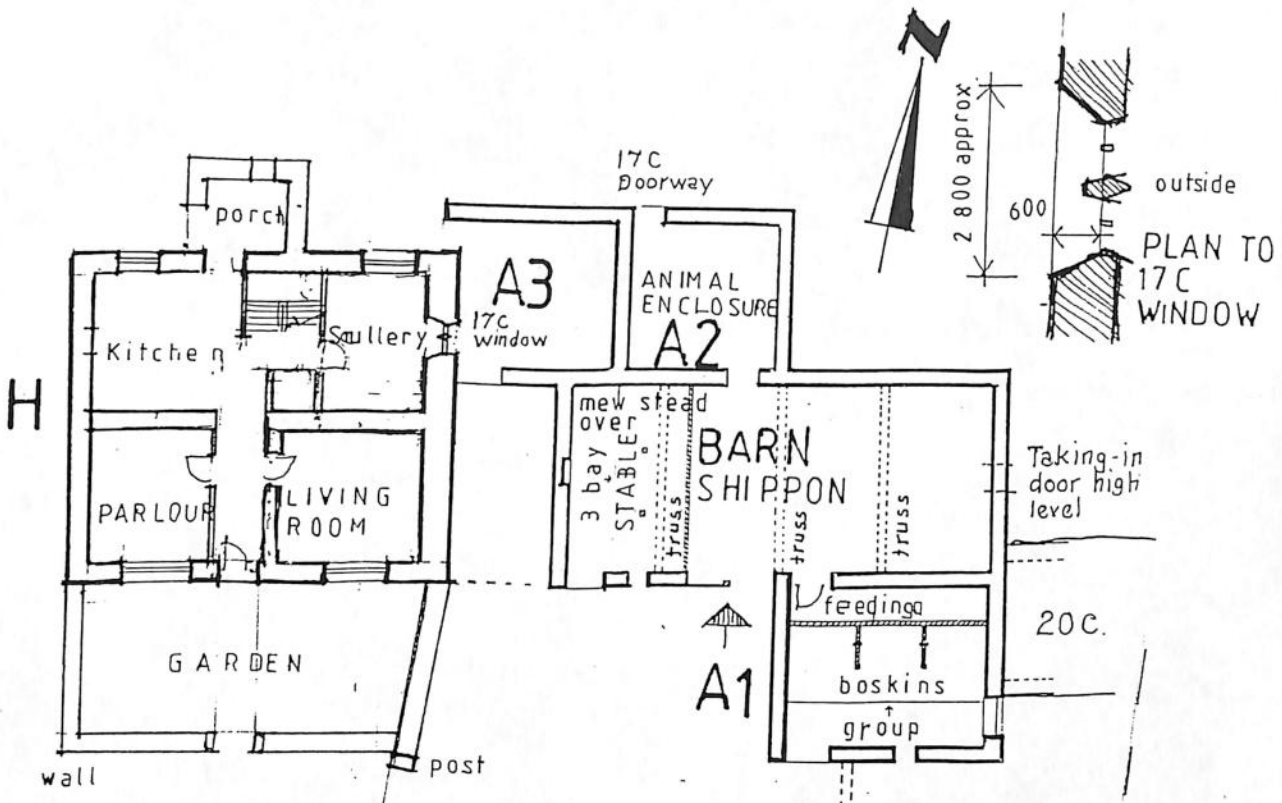 N
2 800 approx
600
outside
PLAN TO
17C
WINDOW
17C
Doorway
porch
A3
ANIMAL
ENCLOSURE
A2
17C
window
Kitchen
Scullery
H
mew stead
over
3 bay
STABLE
BARN
SHIPPON
truss
truss
truss
Taking-in
door high
level
PARLOUR
LIVING
ROOM
feeding
20C.
GARDEN
A1
boskins
group
wall
post